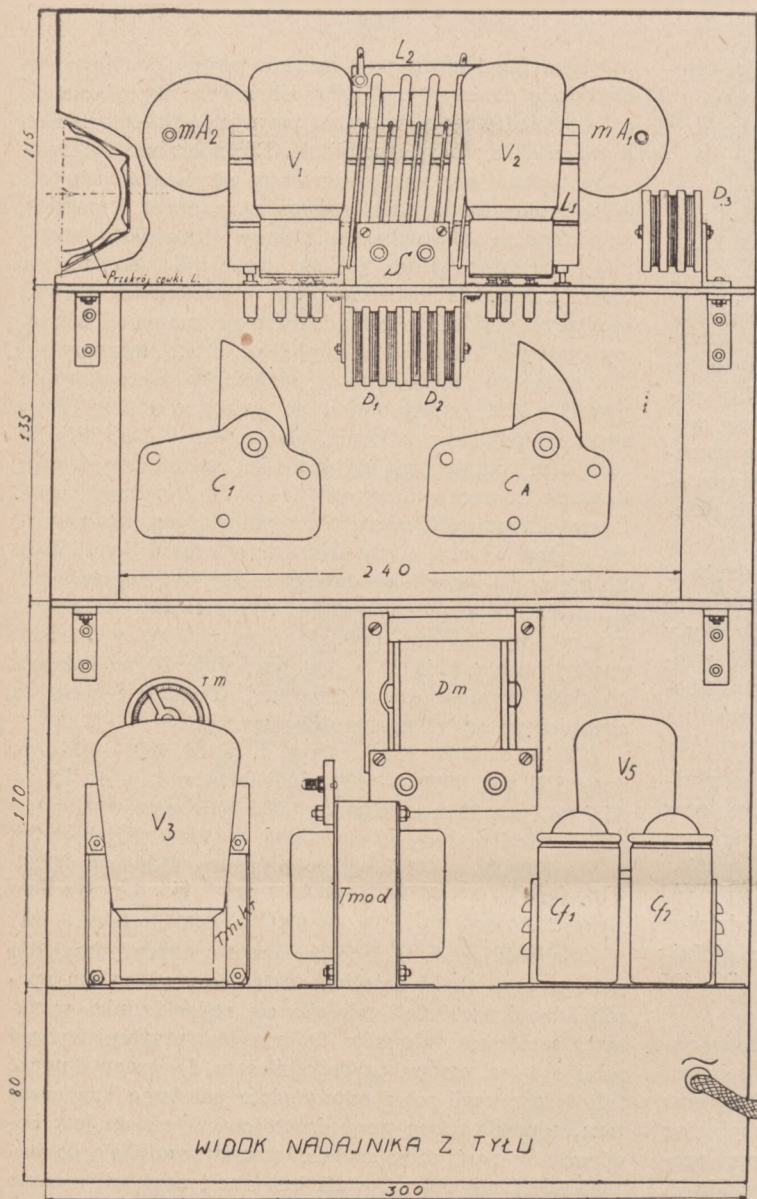 L2
mA2
V1
V2
mA1
L1
D3
S
115
Przekrój cewki L.
D1
D2
135
C1
CA
240
Tm
Dm
V5
V3
170
Tmikr
Tmod
Cf1
Cf2
80
~
WIDOK NADAJNIKA Z TYŁU
300